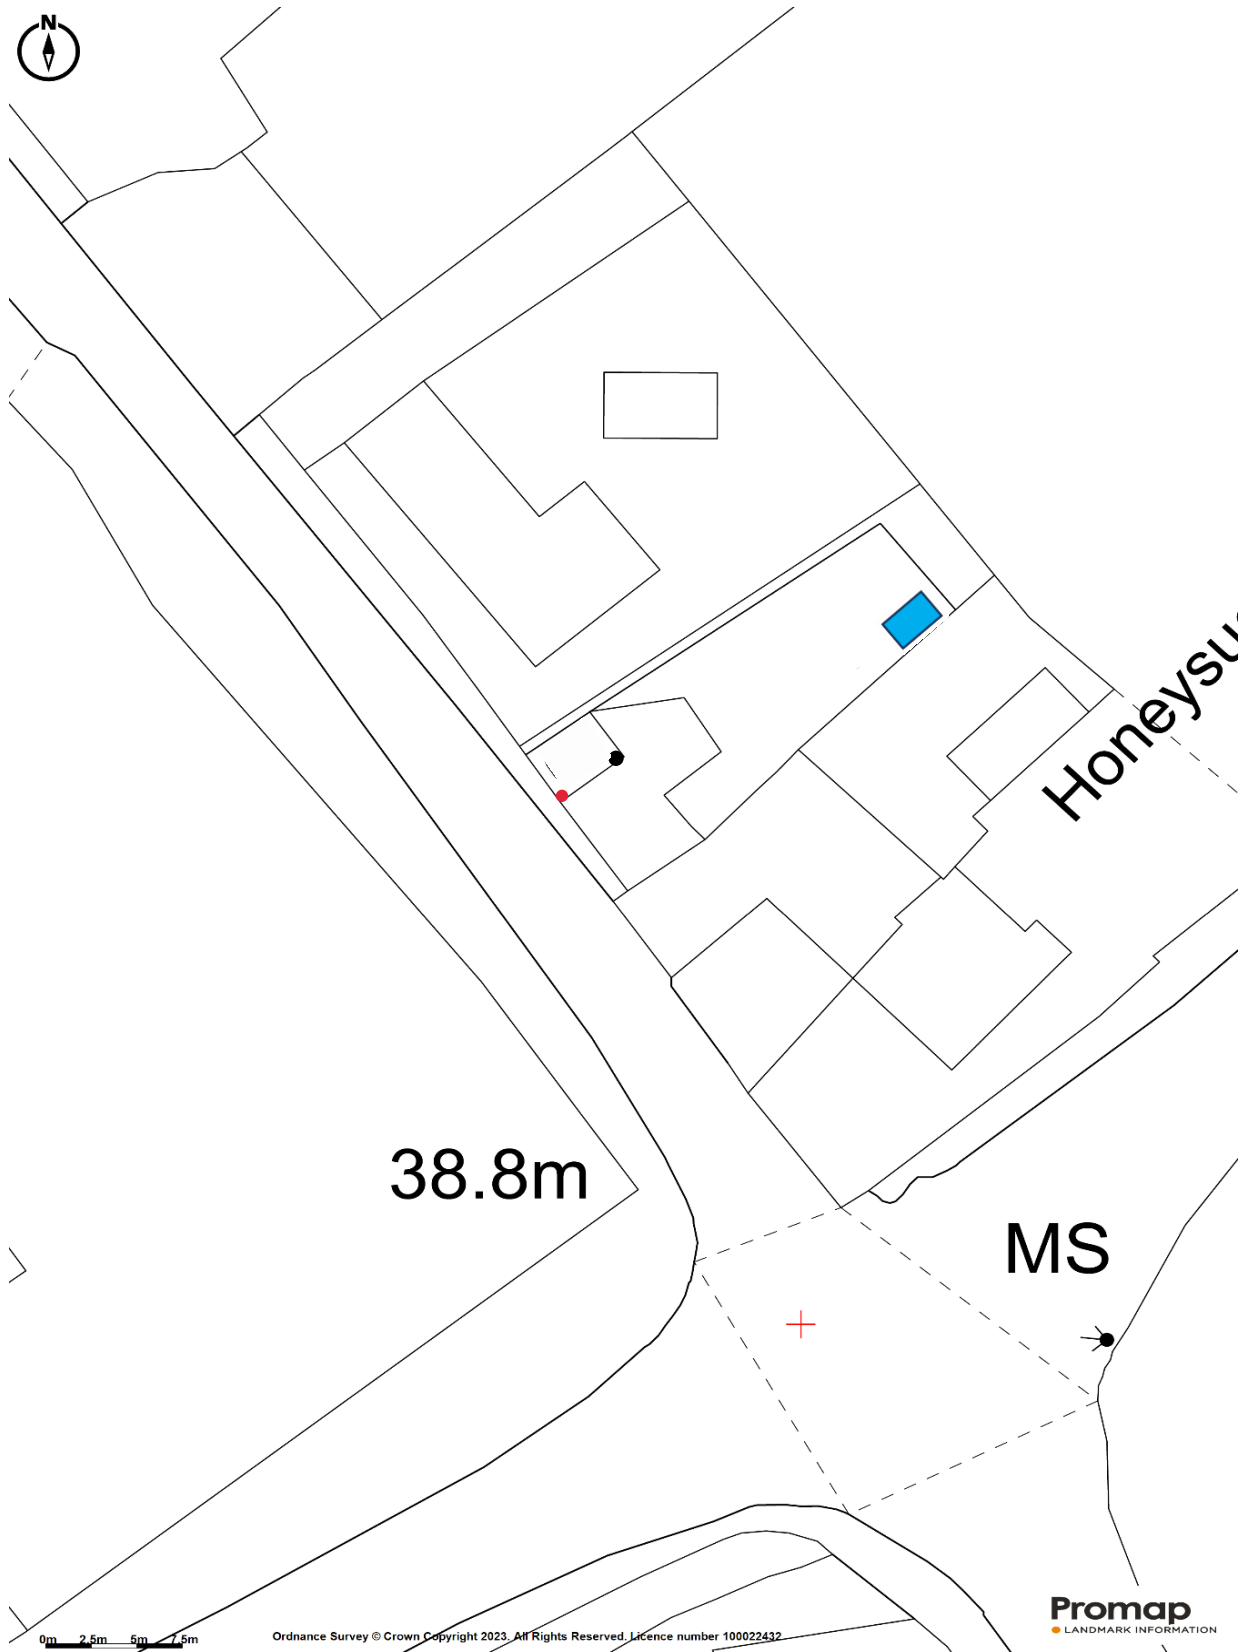 N
Honeysu
38.8m
MS
0m 2.5m 5m 7.5m
Ordnance Survey © Crown Copyright 2023. All Rights Reserved. Licence number 100022432
Promap
LANDMARK INFORMATION